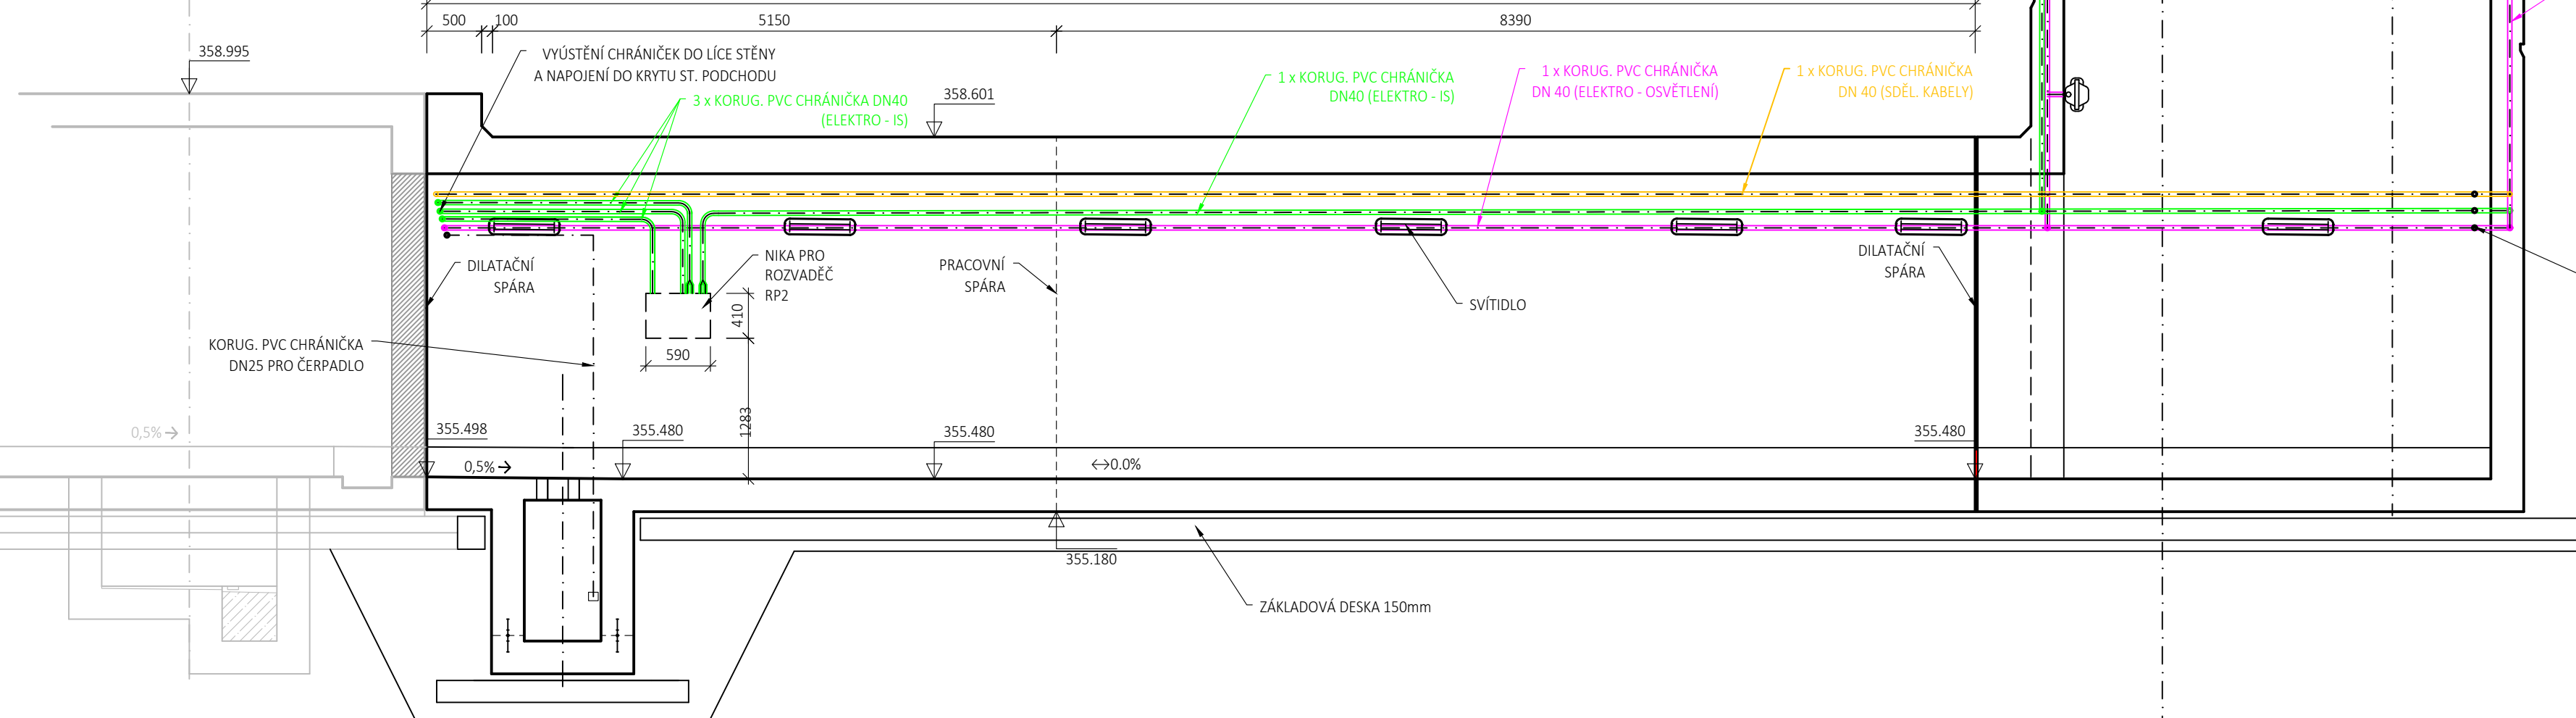 500
100
5150
8390
358.995
VYÚSTĚNÍ CHRÁNIČEK DO LÍCE STĚNY
A NAPOJENÍ DO KRYTU ST. PODCHODU
3 x KORUG. PVC CHRÁNIČKA DN40
(ELEKTRO - IS)
358.601
1 x KORUG. PVC CHRÁNIČKA
DN40 (ELEKTRO - IS)
1 x KORUG. PVC CHRÁNIČKA
DN 40 (ELEKTRO - OSVĚTLENÍ)
1 x KORUG. PVC CHRÁNIČKA
DN 40 (SDĚL. KABELY)
DILATAČNÍ
SPÁRA
NIKA PRO
ROZVADĚČ
RP2
PRACOVNÍ
SPÁRA
SVÍTIDLO
DILATAČNÍ
SPÁRA
410
590
KORUG. PVC CHRÁNIČKA
DN25 PRO ČERPADLO
1283
0,5%
355.498
355.480
355.480
355.480
0,5%
0.0%
355.180
ZÁKLADOVÁ DESKA 150mm